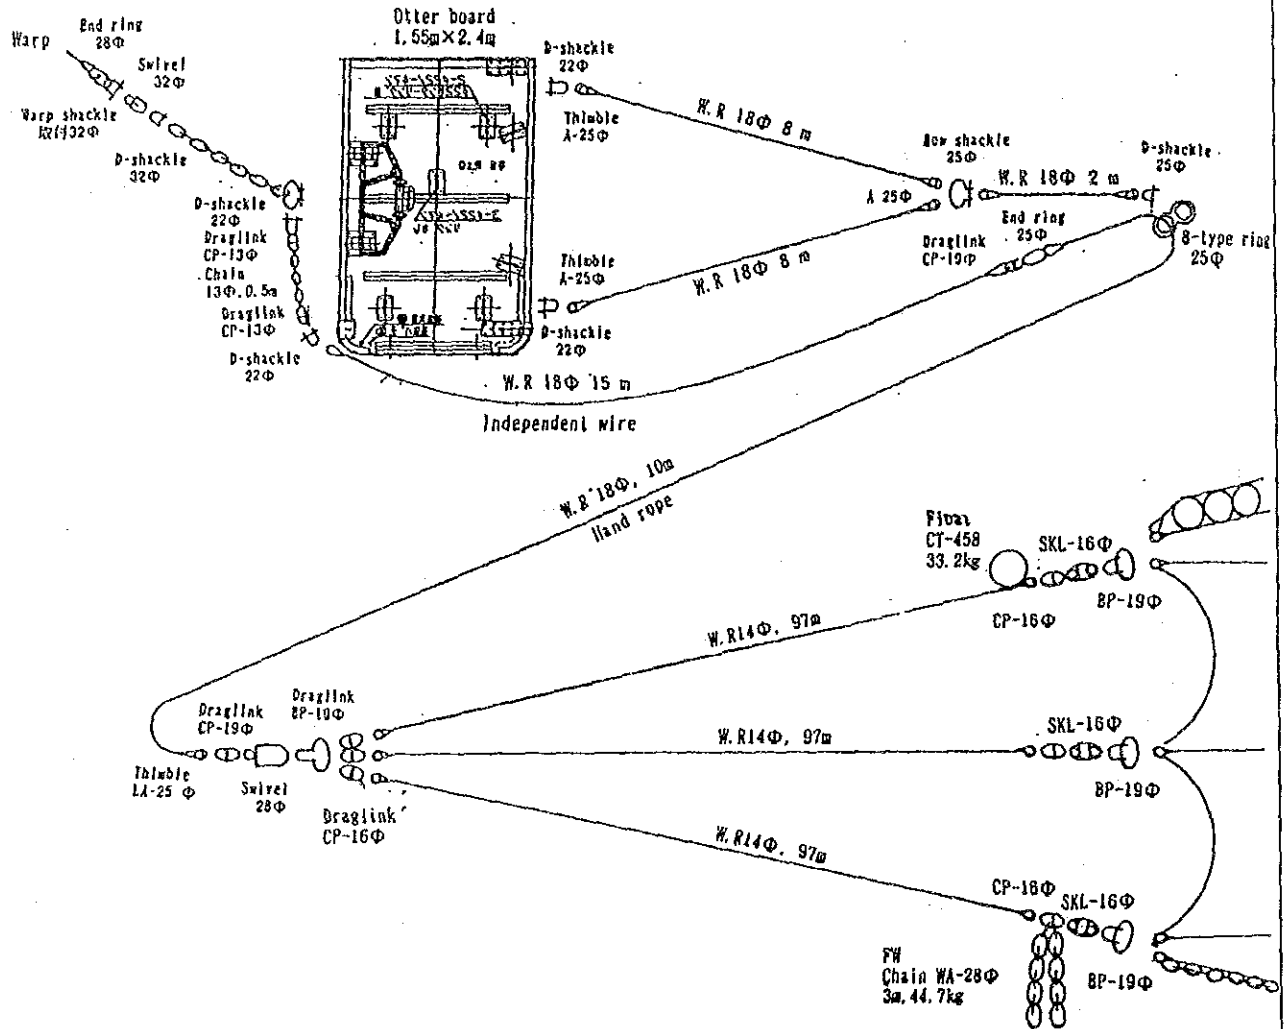 Otter board
1.55m×2.4m
Warp
End ring
28Φ
Swivel
32Φ
Warp shackle
取付32Φ
D-shackle
32Φ
D-shackle
22Φ
Draglink
CP-13Φ
Chain
13Φ, 0.5m
Draglink
CP-13Φ
D-shackle
22Φ
D-shackle
22Φ
Thimble
A-25Φ
W.R 18Φ 8 m
Bow shackle
25Φ
A 25Φ
W.R 18Φ 2 m
D-shackle
25Φ
8-type ring
25Φ
End ring
25Φ
Draglink
CP-19Φ
Thimble
A-25Φ
W.R 18Φ 8 m
D-shackle
22Φ
W.R 18Φ 15 m
Independent wire
W.R 18Φ, 10m
Hand rope
CT-458
33.2kg
SKL-16Φ
BP-19Φ
CP-16Φ
W.R14Φ, 97m
Draglink
CP-19Φ
Draglink
BP-19Φ
Thimble
LA-25 Φ
Swivel
28Φ
Draglink
CP-16Φ
W.R14Φ, 97m
SKL-16Φ
BP-19Φ
W.R14Φ, 97m
CP-16Φ
SKL-16Φ
BP-19Φ
FW
Chain WA-28Φ
3m, 44.7kg